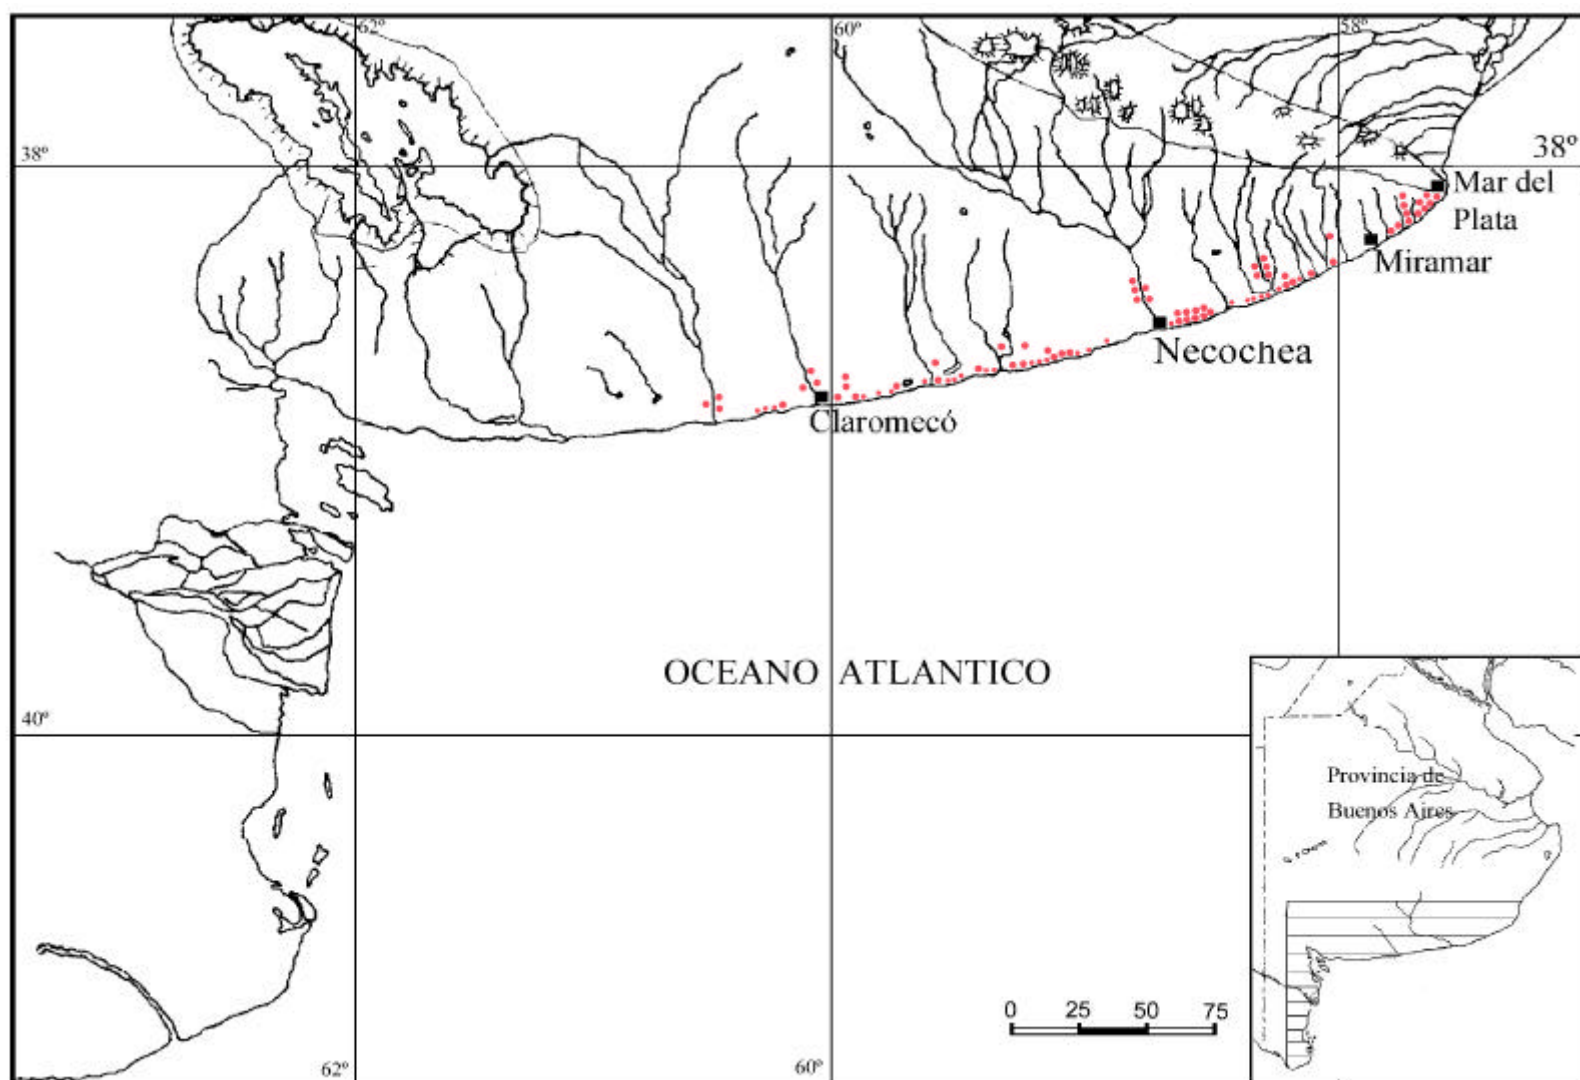 62º
60º
58º
38º
38º
Mar del
Plata
Miramar
Necochea
Claromecó
OCEANO ATLANTICO
40º
Provincia de
Buenos Aires
0 25 50 75
62º
60º